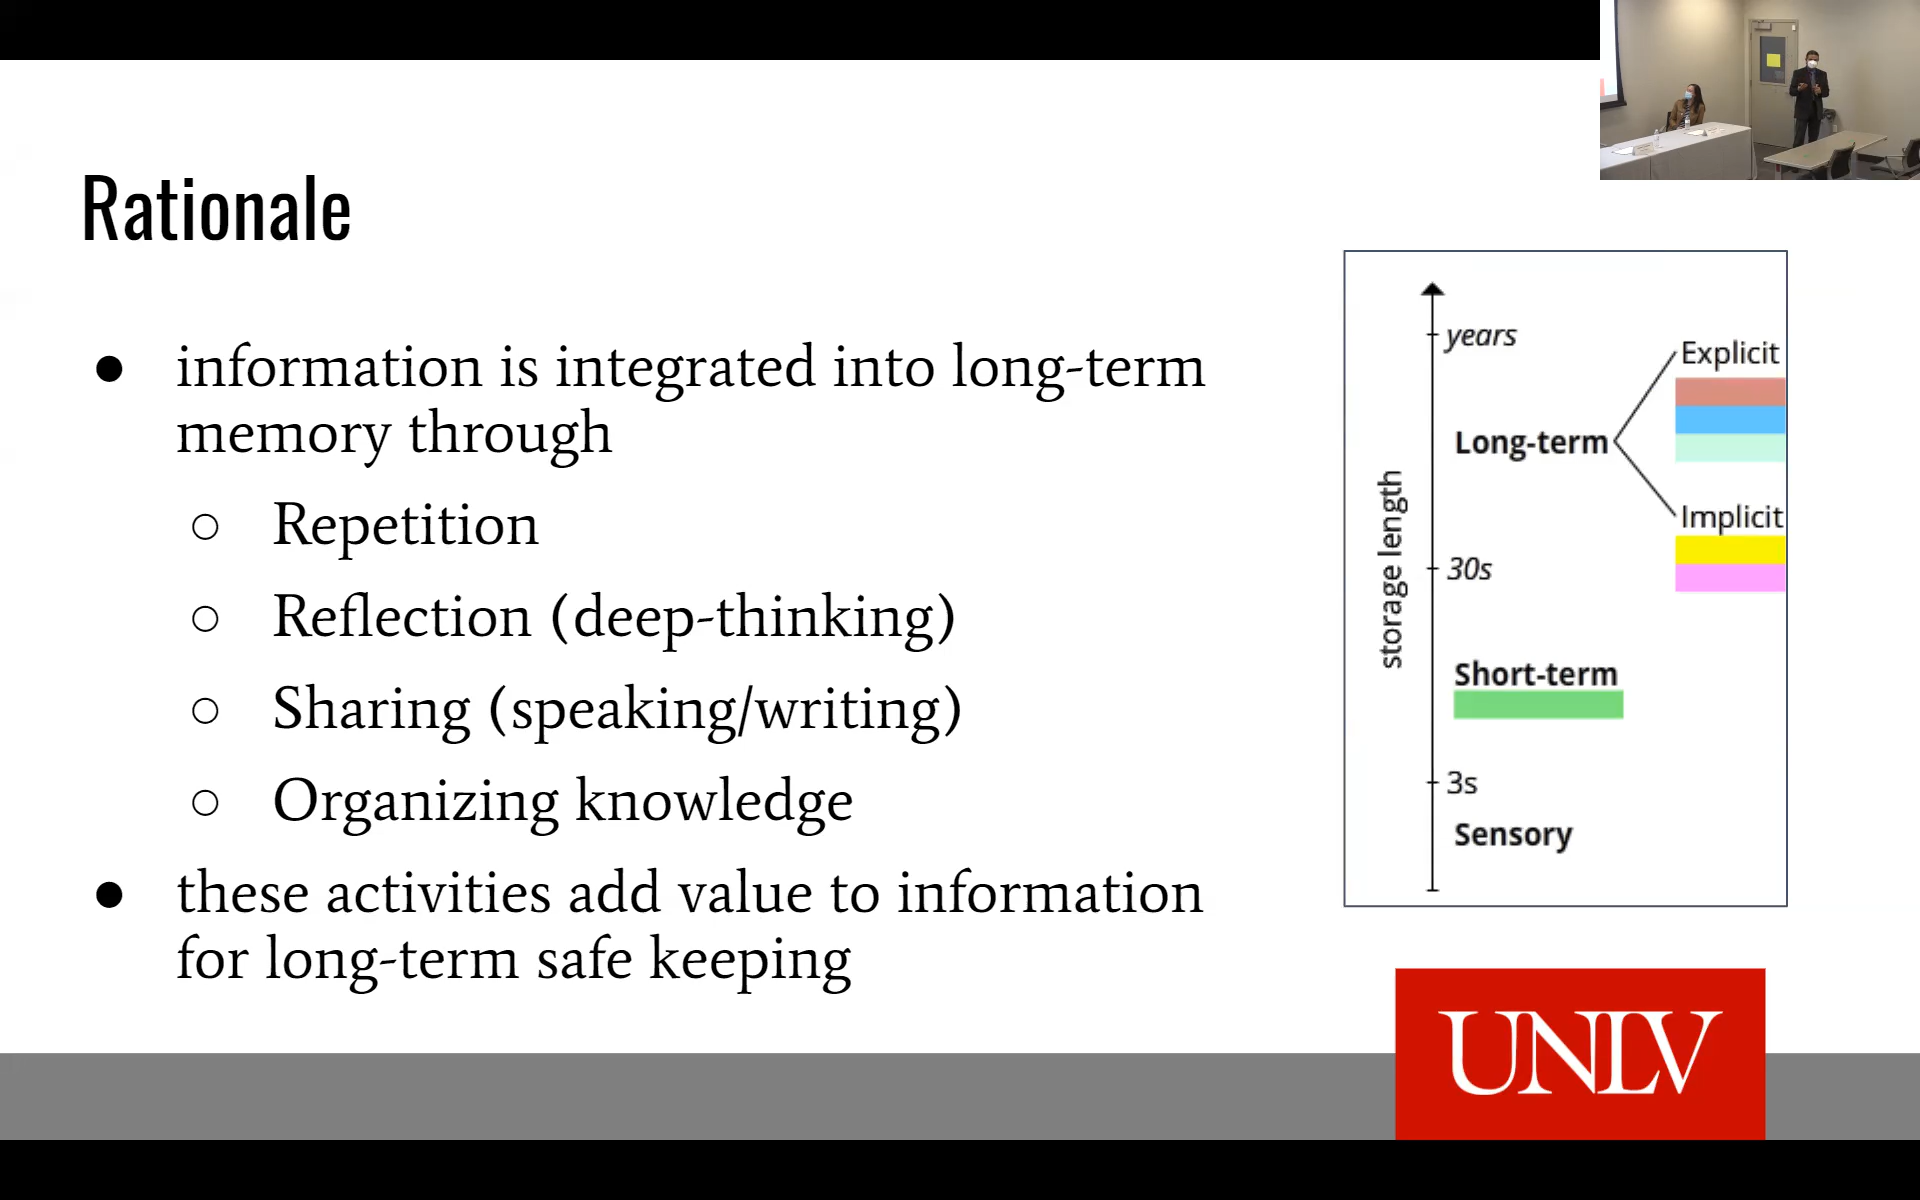 Rationale
● information is integrated into long-term
memory through
○ Repetition
○ Reflection (deep-thinking)
○ Sharing (speaking/writing)
○ Organizing knowledge
● these activities add value to information
for long-term safe keeping
storage length
years
Explicit
Long-term
Implicit
30s
Short-term
3s
Sensory
UNLV